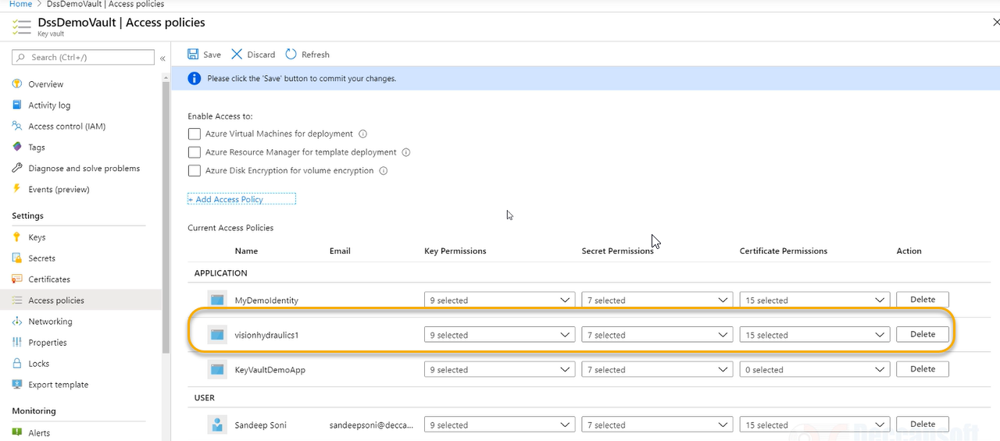 Home > DssDemoVault | Access policies
DssDemoVault | Access policies
Key vault
Search (Ctrl+/)
«
Save Discard Refresh
Please click the 'Save' button to commit your changes.
Overview
Activity log
Access control (IAM)
Tags
Diagnose and solve problems
Events (preview)
Settings
Keys
Secrets
Certificates
Access policies
Networking
Properties
Locks
Export template
Monitoring
Alerts
Enable Access to:
Azure Virtual Machines for deployment
Azure Resource Manager for template deployment
Azure Disk Encryption for volume encryption
+ Add Access Policy
Current Access Policies
Name Email Key Permissions Secret Permissions Certificate Permissions Action
APPLICATION
MyDemoIdentity 9 selected 7 selected 15 selected Delete
visionhydraulics1 9 selected 7 selected 15 selected Delete
KeyVaultDemoApp 9 selected 7 selected 0 selected Delete
USER
Sandeep Soni sandeepsoni@decca... 9 selected 7 selected 15 selected Delete
Deccansoft